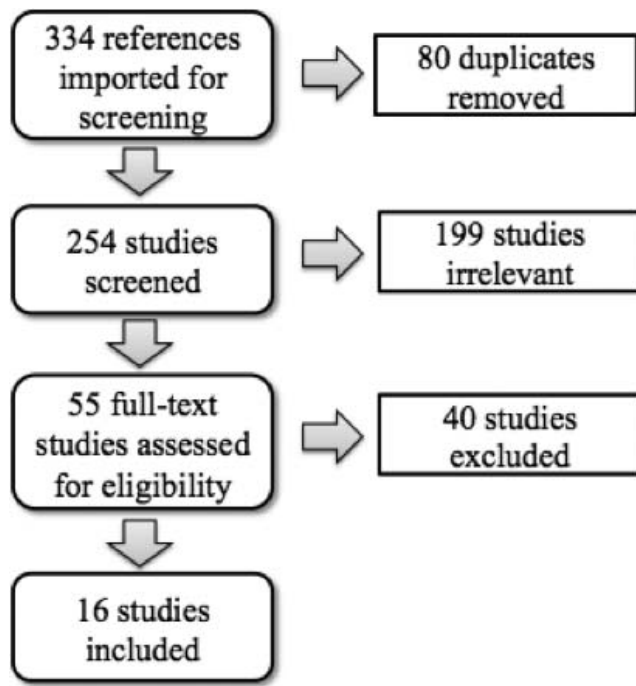 334 references
imported for
screening
80 duplicates
removed
254 studies
screened
199 studies
irrelevant
55 full-text
studies assessed
for eligibility
40 studies
excluded
16 studies
included